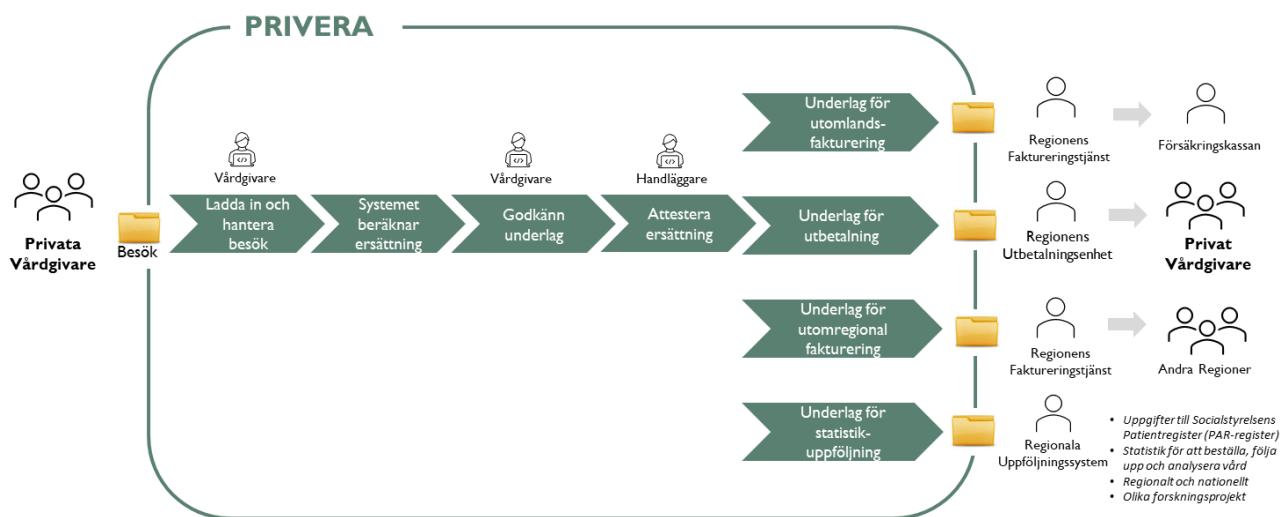 PRIVERA
Privata
Vårdgivare
Besök
Vårdgivare
Ladda in och
hantera
besök
Systemet
beräknar
ersättning
Vårdgivare
Godkänn
underlag
Handläggare
Attestera
ersättning
Underlag för
utomlands-
fakturering
Regionens
Faktureringstjänst
Försäkringskassan
Underlag för
utbetalning
Regionens
Utbetalningsenhet
Privat
Vårdgivare
Underlag för
utomregional
fakturering
Regionens
Faktureringstjänst
Andra Regioner
Underlag för
statistik-
uppföljning
Regionala
Uppföljningssystem
• Uppgifter till Socialstyrelsens
Patientregister (PAR-register)
• Statistik för att beställa, följa
upp och analysera vård
• Regionalt och nationellt
• Olika forskningsprojekt